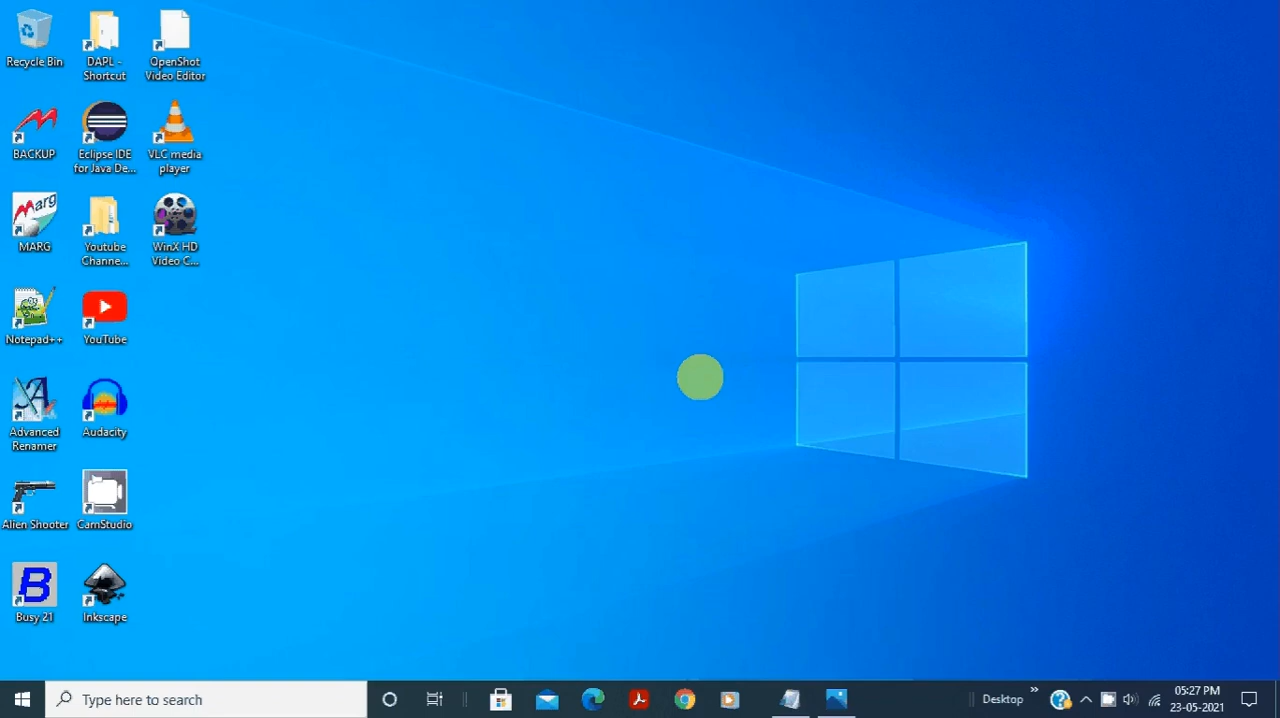 Recycle Bin
DAPL -
Shortcut
OpenShot
Video Editor
BACKUP
Eclipse IDE
for Java De...
VLC media
player
Marg
MARG
Youtube
Channe...
WinX HD
Video C...
Notepad++
YouTube
Advanced
Renamer
Audacity
Alien Shooter
CamStudio
B
Busy 21
Inkscape
Type here to search
Desktop
05:27 PM
23-05-2021